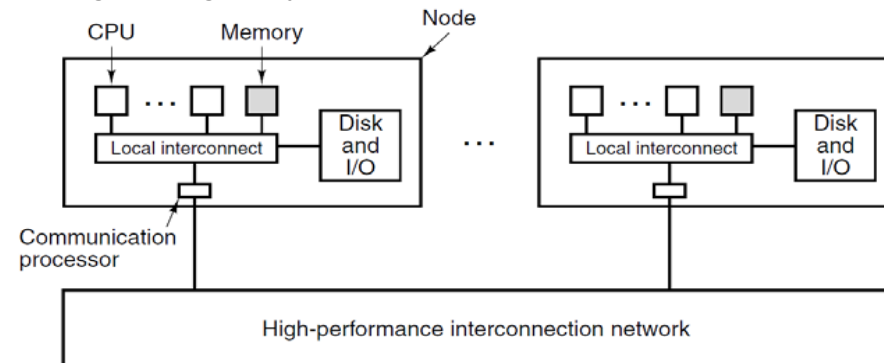 Node
CPU
Memory
. . .
Local interconnect
Disk
and
I/O
. . .
. . .
Local interconnect
Disk
and
I/O
Communication
processor
High-performance interconnection network